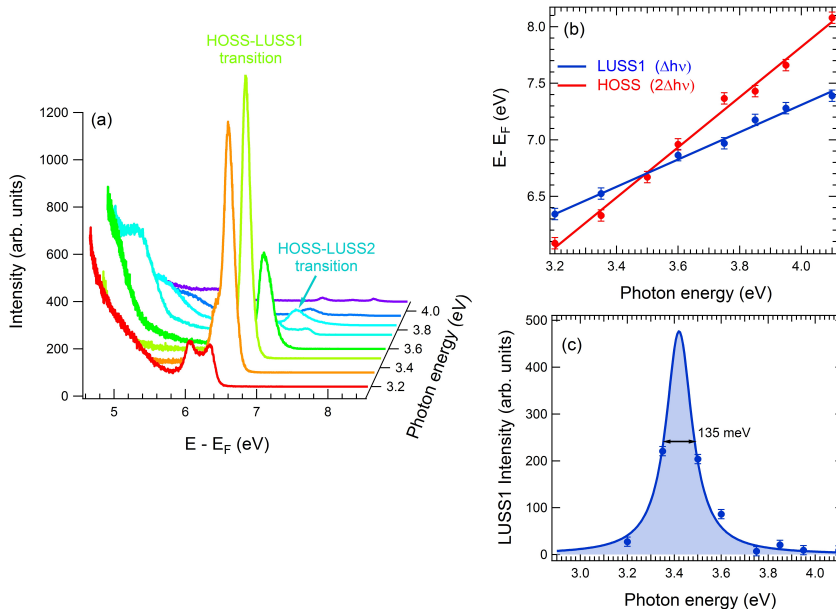 HOSS-LUSS1
transition
(a)
1200
1000
800
600
400
200
0
Intensity (arb. units)
HOSS-LUSS2
transition
5
6
7
8
E - E_F (eV)
4.0
3.8
3.6
3.4
3.2
Photon energy (eV)
(b)
LUSS1 (Δhν)
HOSS (2Δhν)
8.0
7.5
7.0
6.5
6.0
E- E_F (eV)
3.2
3.4
3.6
3.8
4.0
Photon energy (eV)
(c)
500
400
300
200
100
0
LUSS1 Intensity (arb. units)
135 meV
3.0
3.2
3.4
3.6
3.8
4.0
Photon energy (eV)